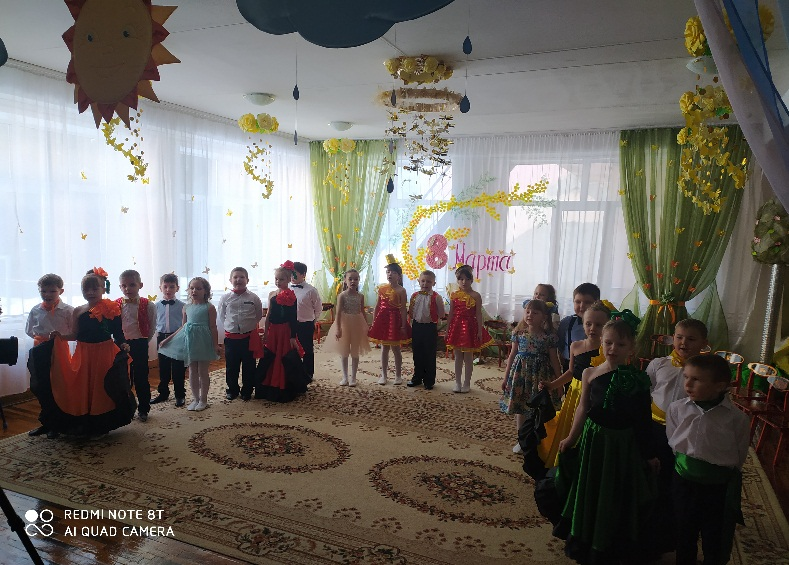 8 Марта
REDMI NOTE 8T
AI QUAD CAMERA